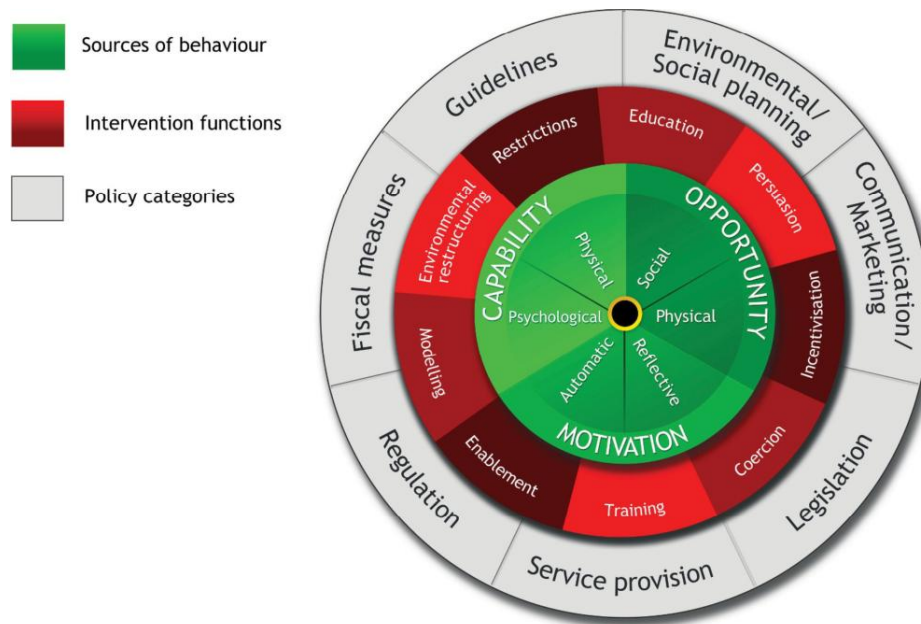 Sources of behaviour
Intervention functions
Policy categories
Guidelines
Environmental/
Social planning
Communication/
Marketing
Legislation
Service provision
Regulation
Fiscal measures
Restrictions
Education
Persuasion
Incentivisation
Coercion
Training
Enablement
Modelling
Environmental
restructuring
CAPABILITY
OPPORTUNITY
MOTIVATION
Physical
Social
Psychological
Physical
Automatic
Reflective